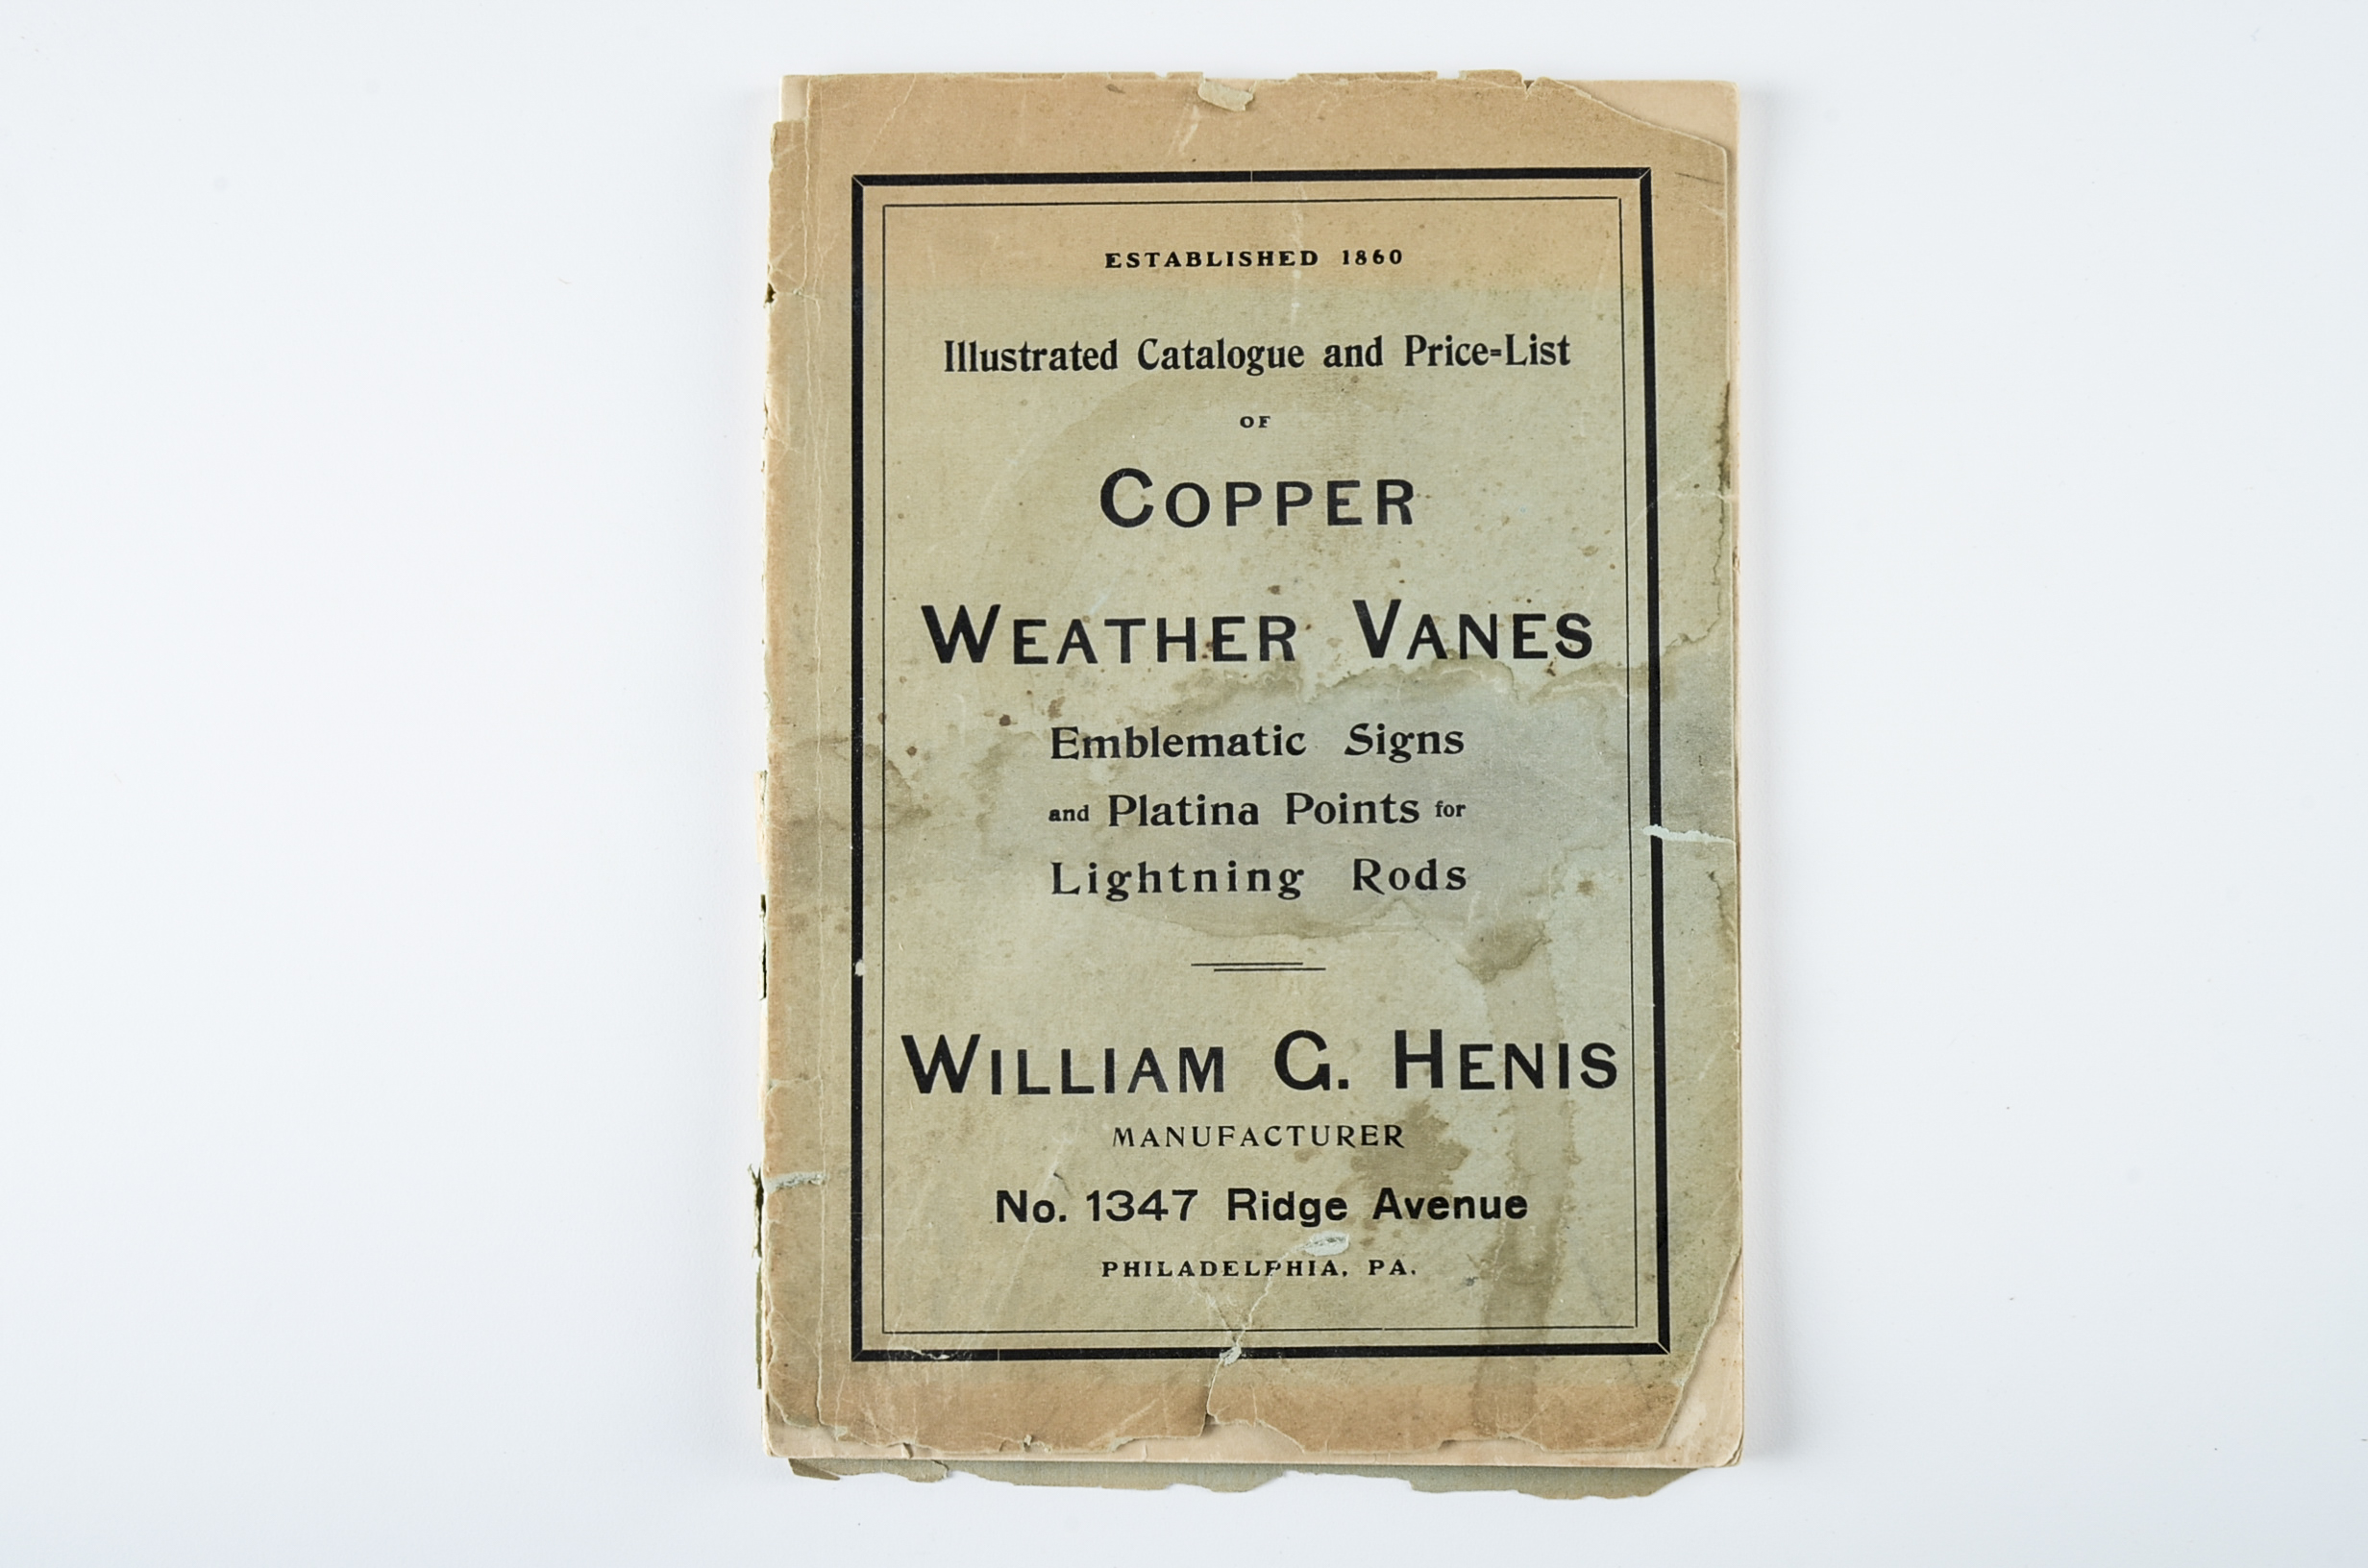 ESTABLISHED 1860
Illustrated Catalogue and Price-List
OF
COPPER
WEATHER VANES
Emblematic Signs
and Platina Points for
Lightning Rods
WILLIAM G. HENIS
MANUFACTURER
No. 1347 Ridge Avenue
PHILADELPHIA, PA.